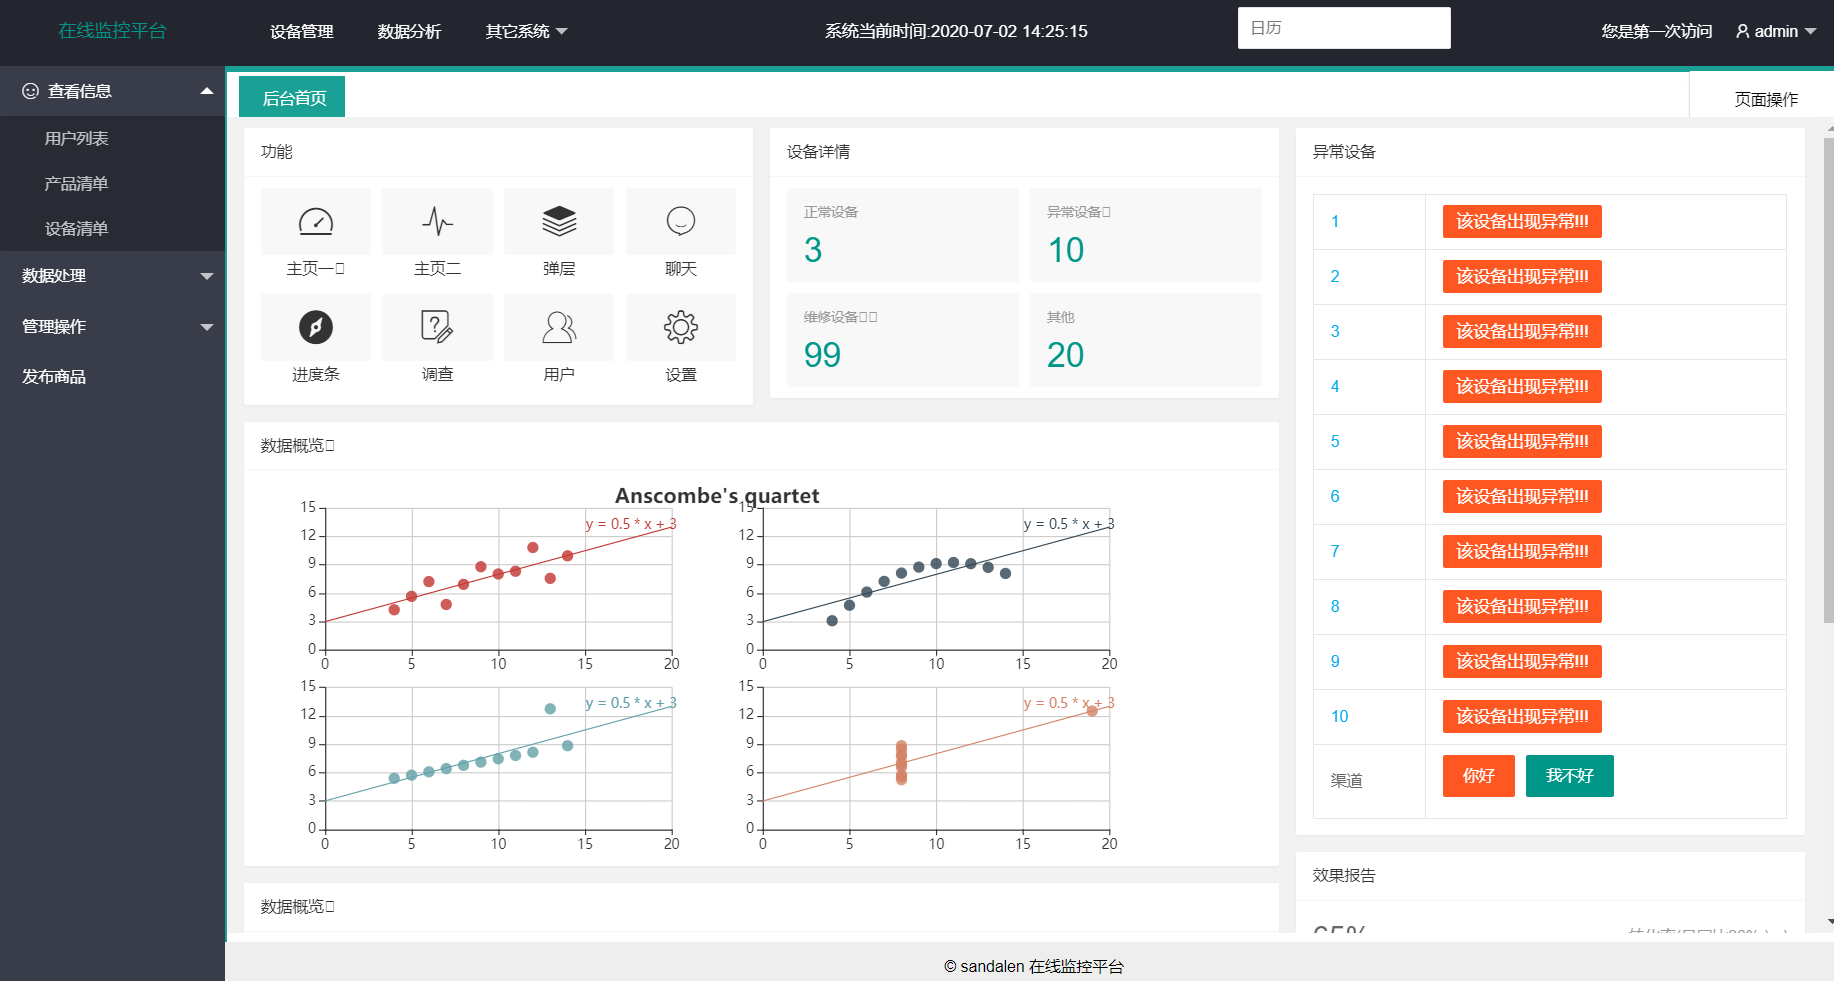 在线监控平台
设备管理
数据分析
其它系统
系统当前时间:2020-07-02 14:25:15
日历
您是第一次访问
admin
查看信息
用户列表
产品清单
设备清单
数据处理
管理操作
发布商品
后台首页
页面操作
功能
主页一
主页二
弹层
聊天
进度条
调查
用户
设置
设备详情
正常设备
3
异常设备
10
维修设备
99
其他
20
数据概览
Anscombe's quartet
15
12
9
6
3
0
0 5 10 15 20
y = 0.5 * x + 3
15
12
9
6
3
0
0 5 10 15 20
y = 0.5 * x + 3
15
12
9
6
3
0
0 5 10 15 20
y = 0.5 * x + 3
15
12
9
6
3
0
0 5 10 15 20
y = 0.5 * x + 3
数据概览
异常设备
1 该设备出现异常!!!
2 该设备出现异常!!!
3 该设备出现异常!!!
4 该设备出现异常!!!
5 该设备出现异常!!!
6 该设备出现异常!!!
7 该设备出现异常!!!
8 该设备出现异常!!!
9 该设备出现异常!!!
10 该设备出现异常!!!
渠道 你好 我不好
效果报告
65%
© sandalen 在线监控平台